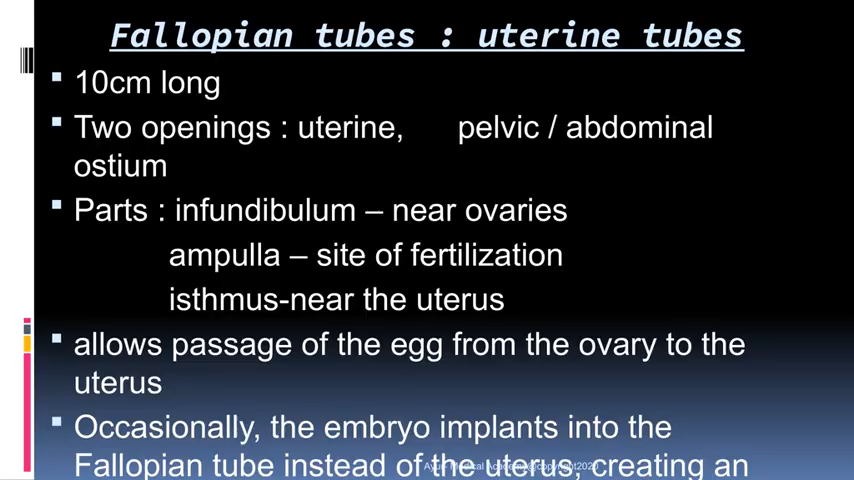 Fallopian tubes : uterine tubes
10cm long
Two openings : uterine, pelvic / abdominal
ostium
Parts : infundibulum – near ovaries
ampulla – site of fertilization
isthmus-near the uterus
allows passage of the egg from the ovary to the
uterus
Occasionally, the embryo implants into the
Fallopian tube instead of the uterus, creating an